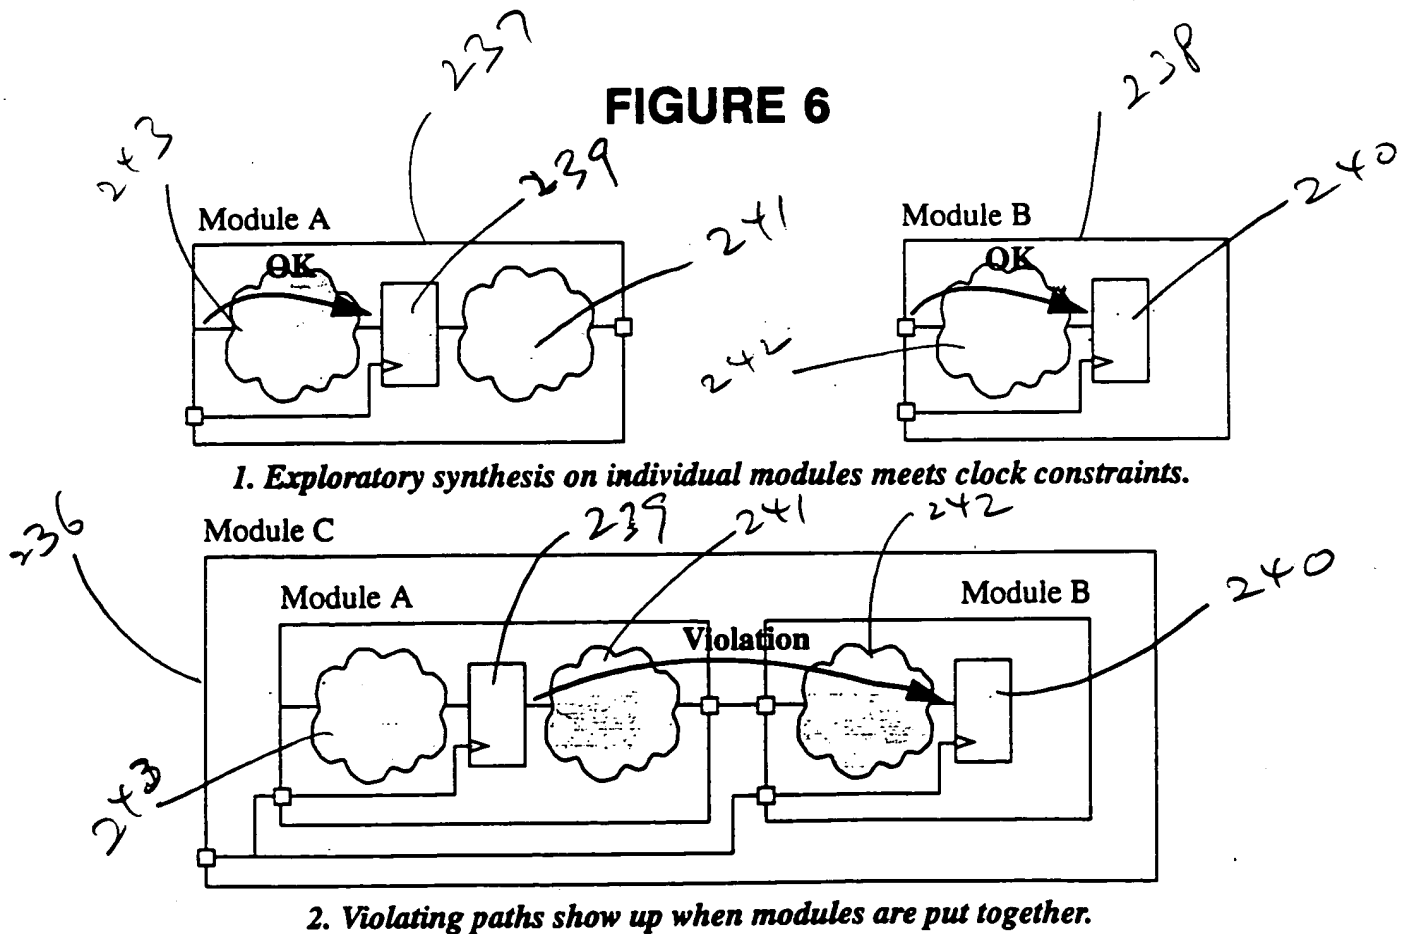 237
238
FIGURE 6
243
239
240
241
Module A
Module B
OK
OK
242
1. Exploratory synthesis on individual modules meets clock constraints.
236
239
241
242
Module C
240
Module A
Module B
Violation
243
2. Violating paths show up when modules are put together.